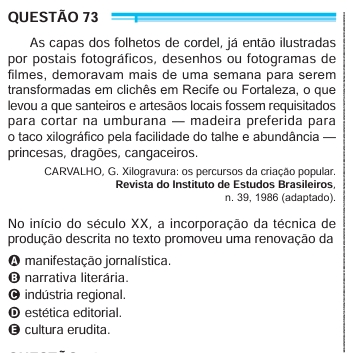 QUESTÃO 73
As capas dos folhetos de cordel, já então ilustradas
por postais fotográficos, desenhos ou fotogramas de
filmes, demoravam mais de uma semana para serem
transformadas em clichês em Recife ou Fortaleza, o que
levou a que santeiros e artesãos locais fossem requisitados
para cortar na umburana — madeira preferida para
o taco xilográfico pela facilidade do talhe e abundância —
princesas, dragões, cangaceiros.
CARVALHO, G. Xilogravura: os percursos da criação popular.
Revista do Instituto de Estudos Brasileiros,
n. 39, 1986 (adaptado).
No início do século XX, a incorporação da técnica de
produção descrita no texto promoveu uma renovação da
A manifestação jornalística.
B narrativa literária.
C indústria regional.
D estética editorial.
E cultura erudita.